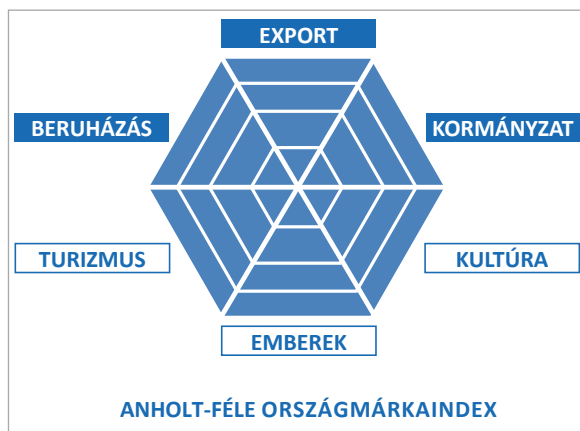 EXPORT
BERUHÁZÁS
KORMÁNYZAT
TURIZMUS
KULTÚRA
EMBEREK
ANHOLT-FÉLE ORSZÁGMÁRKAINDEX